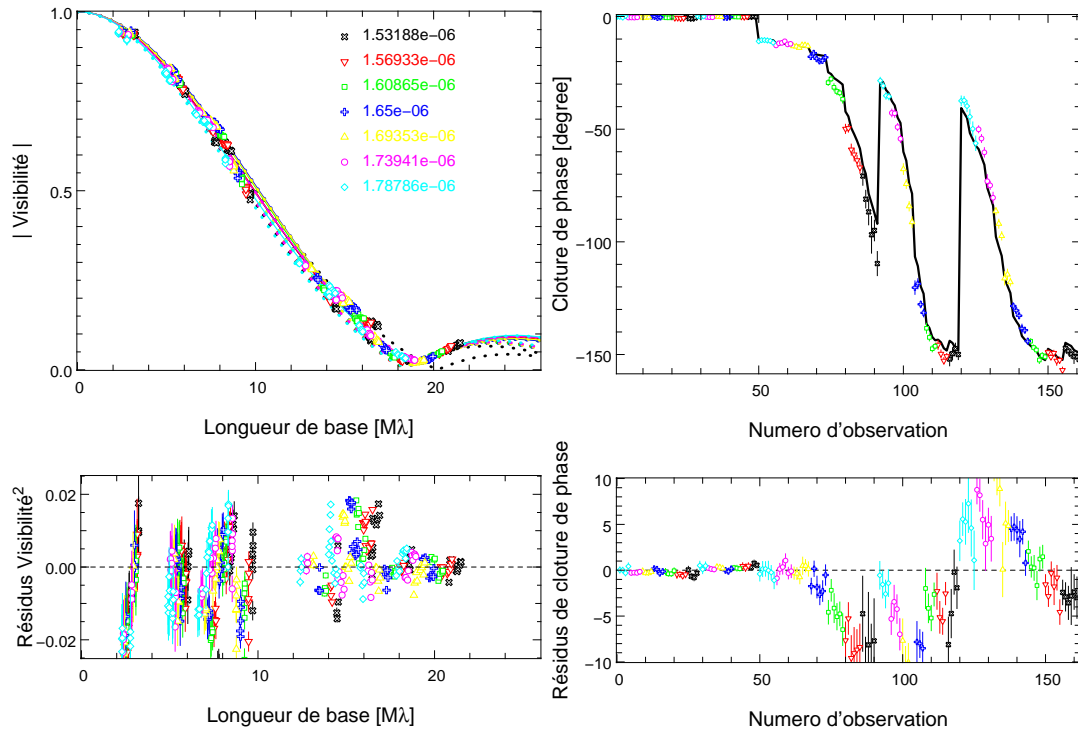 1.0
0.5
0.0
| Visibilité |
0
10
20
Longueur de base [Mλ]
1.53188e−06
1.56933e−06
1.60865e−06
1.65e−06
1.69353e−06
1.73941e−06
1.78786e−06
0
−50
−100
−150
Cloture de phase [degree]
50
100
150
Numero d'observation
0.02
0.00
−0.02
Résidus Visibilité²
0
10
20
Longueur de base [Mλ]
10
5
0
−5
−10
Résidus de cloture de phase
0
50
100
150
Numero d'observation